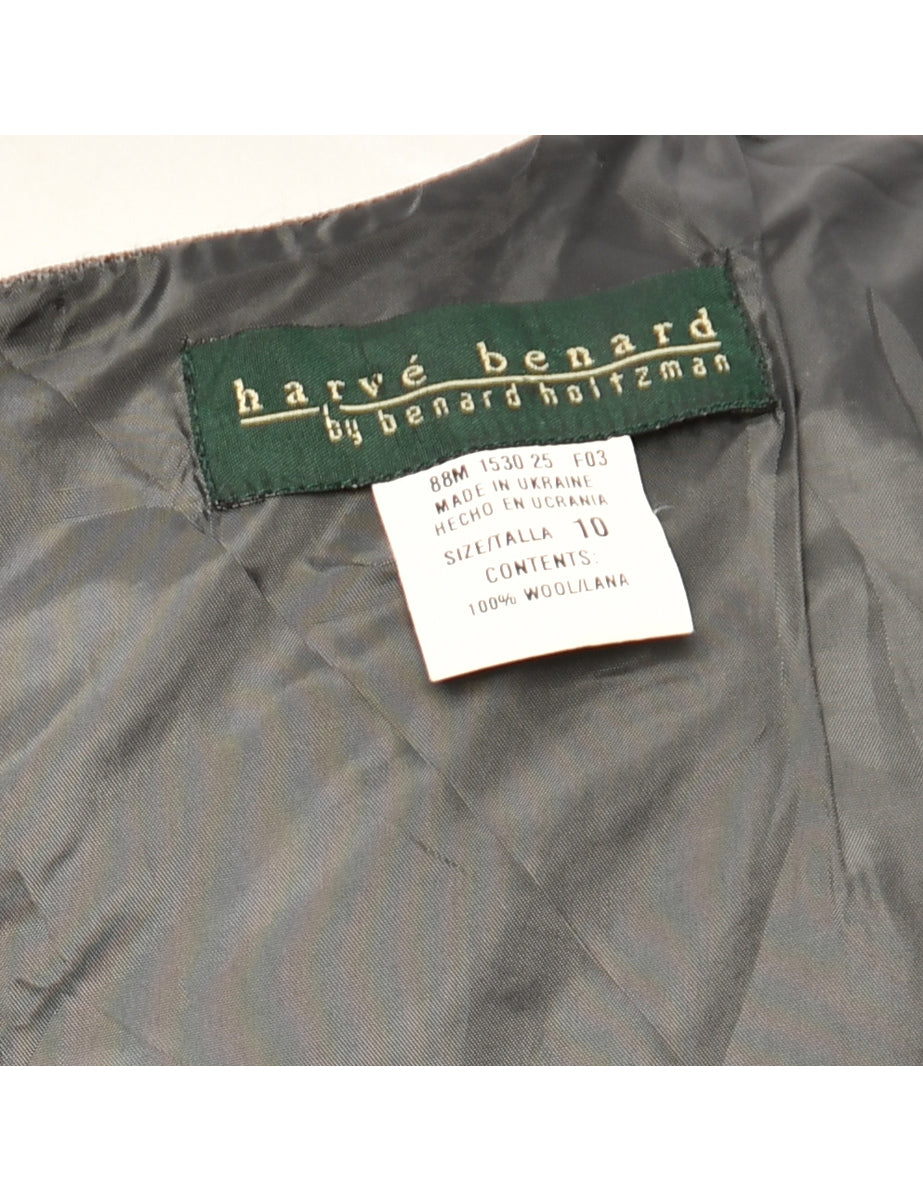 harvé benard
by benard holtzman
88M 1530 25 F03
MADE IN UKRAINE
HECHO EN UCRANIA
SIZE/TALLA 10
CONTENTS:
100% WOOL/LANA